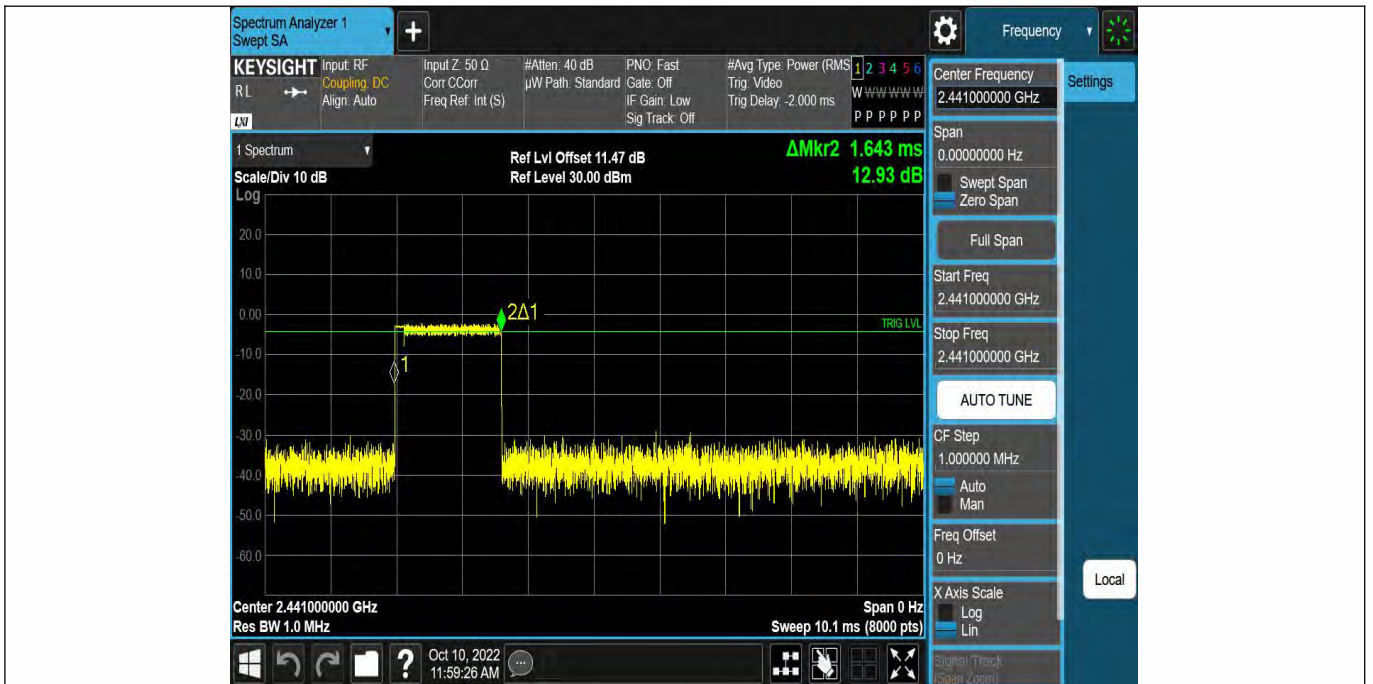 Spectrum Analyzer 1
Swept SA
Frequency
KEYSIGHT
RL
LXI
Input: RF
Coupling: DC
Align: Auto
Input Z: 50 Ω
Corr CCorr
Freq Ref: Int (S)
#Atten: 40 dB
µW Path: Standard
PNO: Fast
Gate: Off
IF Gain: Low
Sig Track: Off
#Avg Type: Power (RMS
Trig: Video
Trig Delay: -2.000 ms
1 2 3 4 5 6
W W W W W W
P P P P P P
1 Spectrum
Scale/Div 10 dB
Log
Ref Lvl Offset 11.47 dB
Ref Level 30.00 dBm
ΔMkr2 1.643 ms
12.93 dB
20.0
10.0
0.00
-10.0
-20.0
-30.0
-40.0
-50.0
-60.0
2Δ1
1
TRIG LVL
Center 2.441000000 GHz
Res BW 1.0 MHz
Span 0 Hz
Sweep 10.1 ms (8000 pts)
Oct 10, 2022
11:59:26 AM
Center Frequency
2.441000000 GHz
Settings
Span
0.00000000 Hz
Swept Span
Zero Span
Full Span
Start Freq
2.441000000 GHz
Stop Freq
2.441000000 GHz
AUTO TUNE
CF Step
1.000000 MHz
Auto
Man
Freq Offset
0 Hz
X Axis Scale
Log
Lin
Signal Track
(Span Zoom)
Local